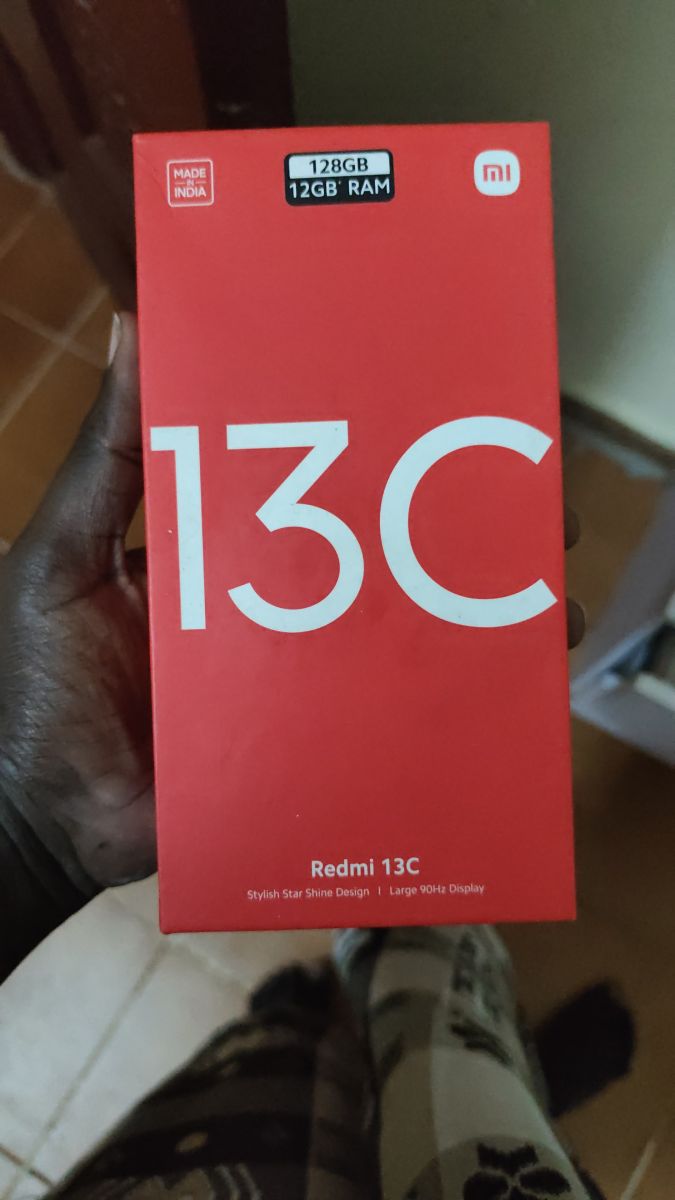 MADE
IN
INDIA
128GB
12GB* RAM
mi
13C
Redmi 13C
Stylish Star Shine Design | Large 90Hz Display